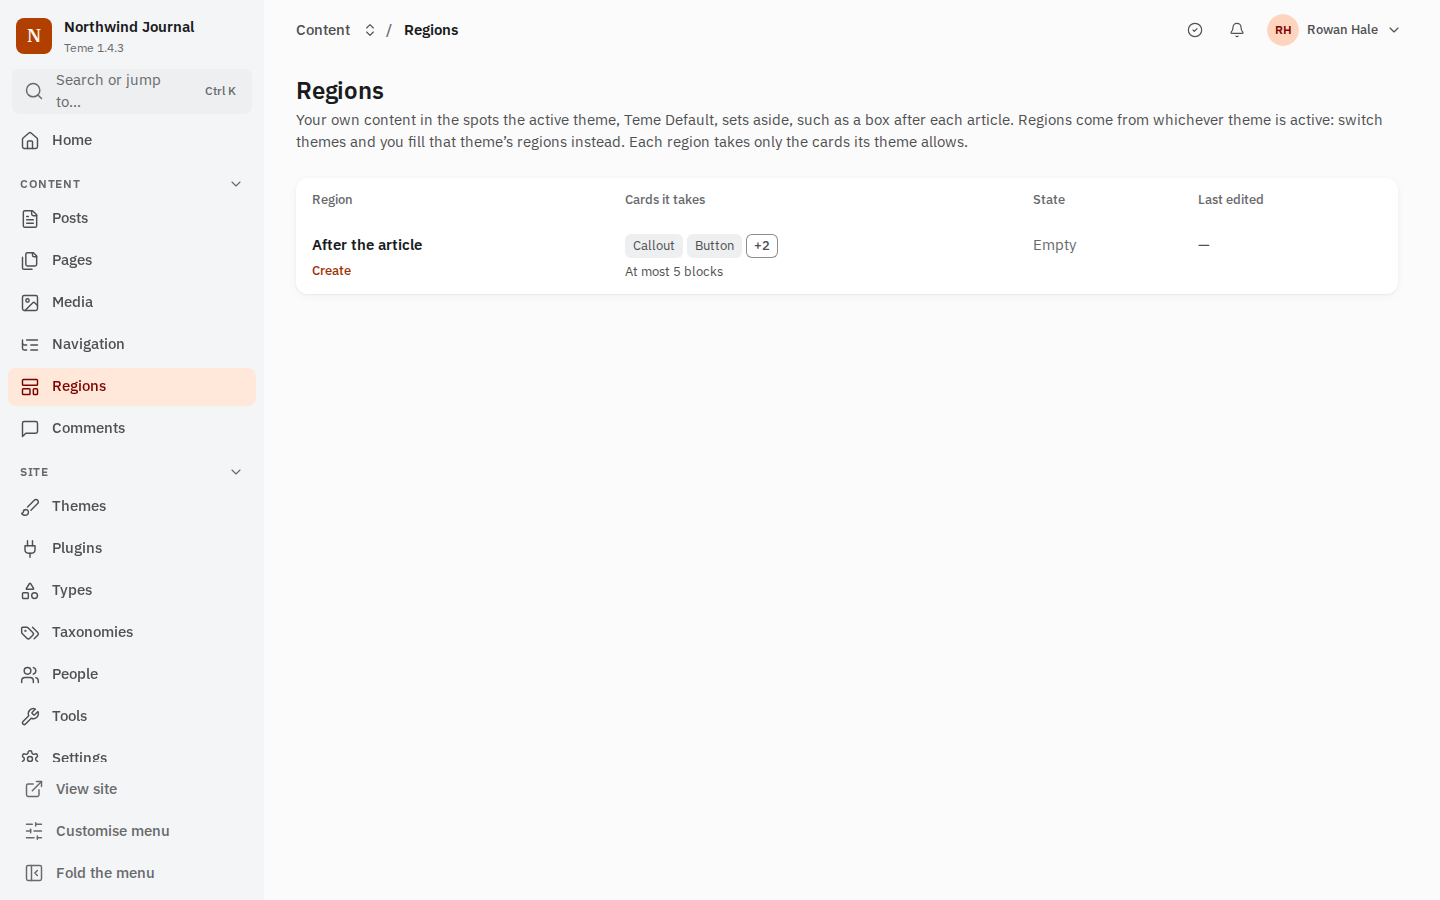 N
Northwind Journal
Teme 1.4.3
Search or jump
to...
Ctrl K
Home
CONTENT
Posts
Pages
Media
Navigation
Regions
Comments
SITE
Themes
Plugins
Types
Taxonomies
People
Tools
Settings
View site
Customise menu
Fold the menu
Content / Regions
RH Rowan Hale
Regions
Your own content in the spots the active theme, Teme Default, sets aside, such as a box after each article. Regions come from whichever theme is active: switch
themes and you fill that theme’s regions instead. Each region takes only the cards its theme allows.
Region Cards it takes State Last edited
After the article Callout Button +2 Empty —
Create At most 5 blocks